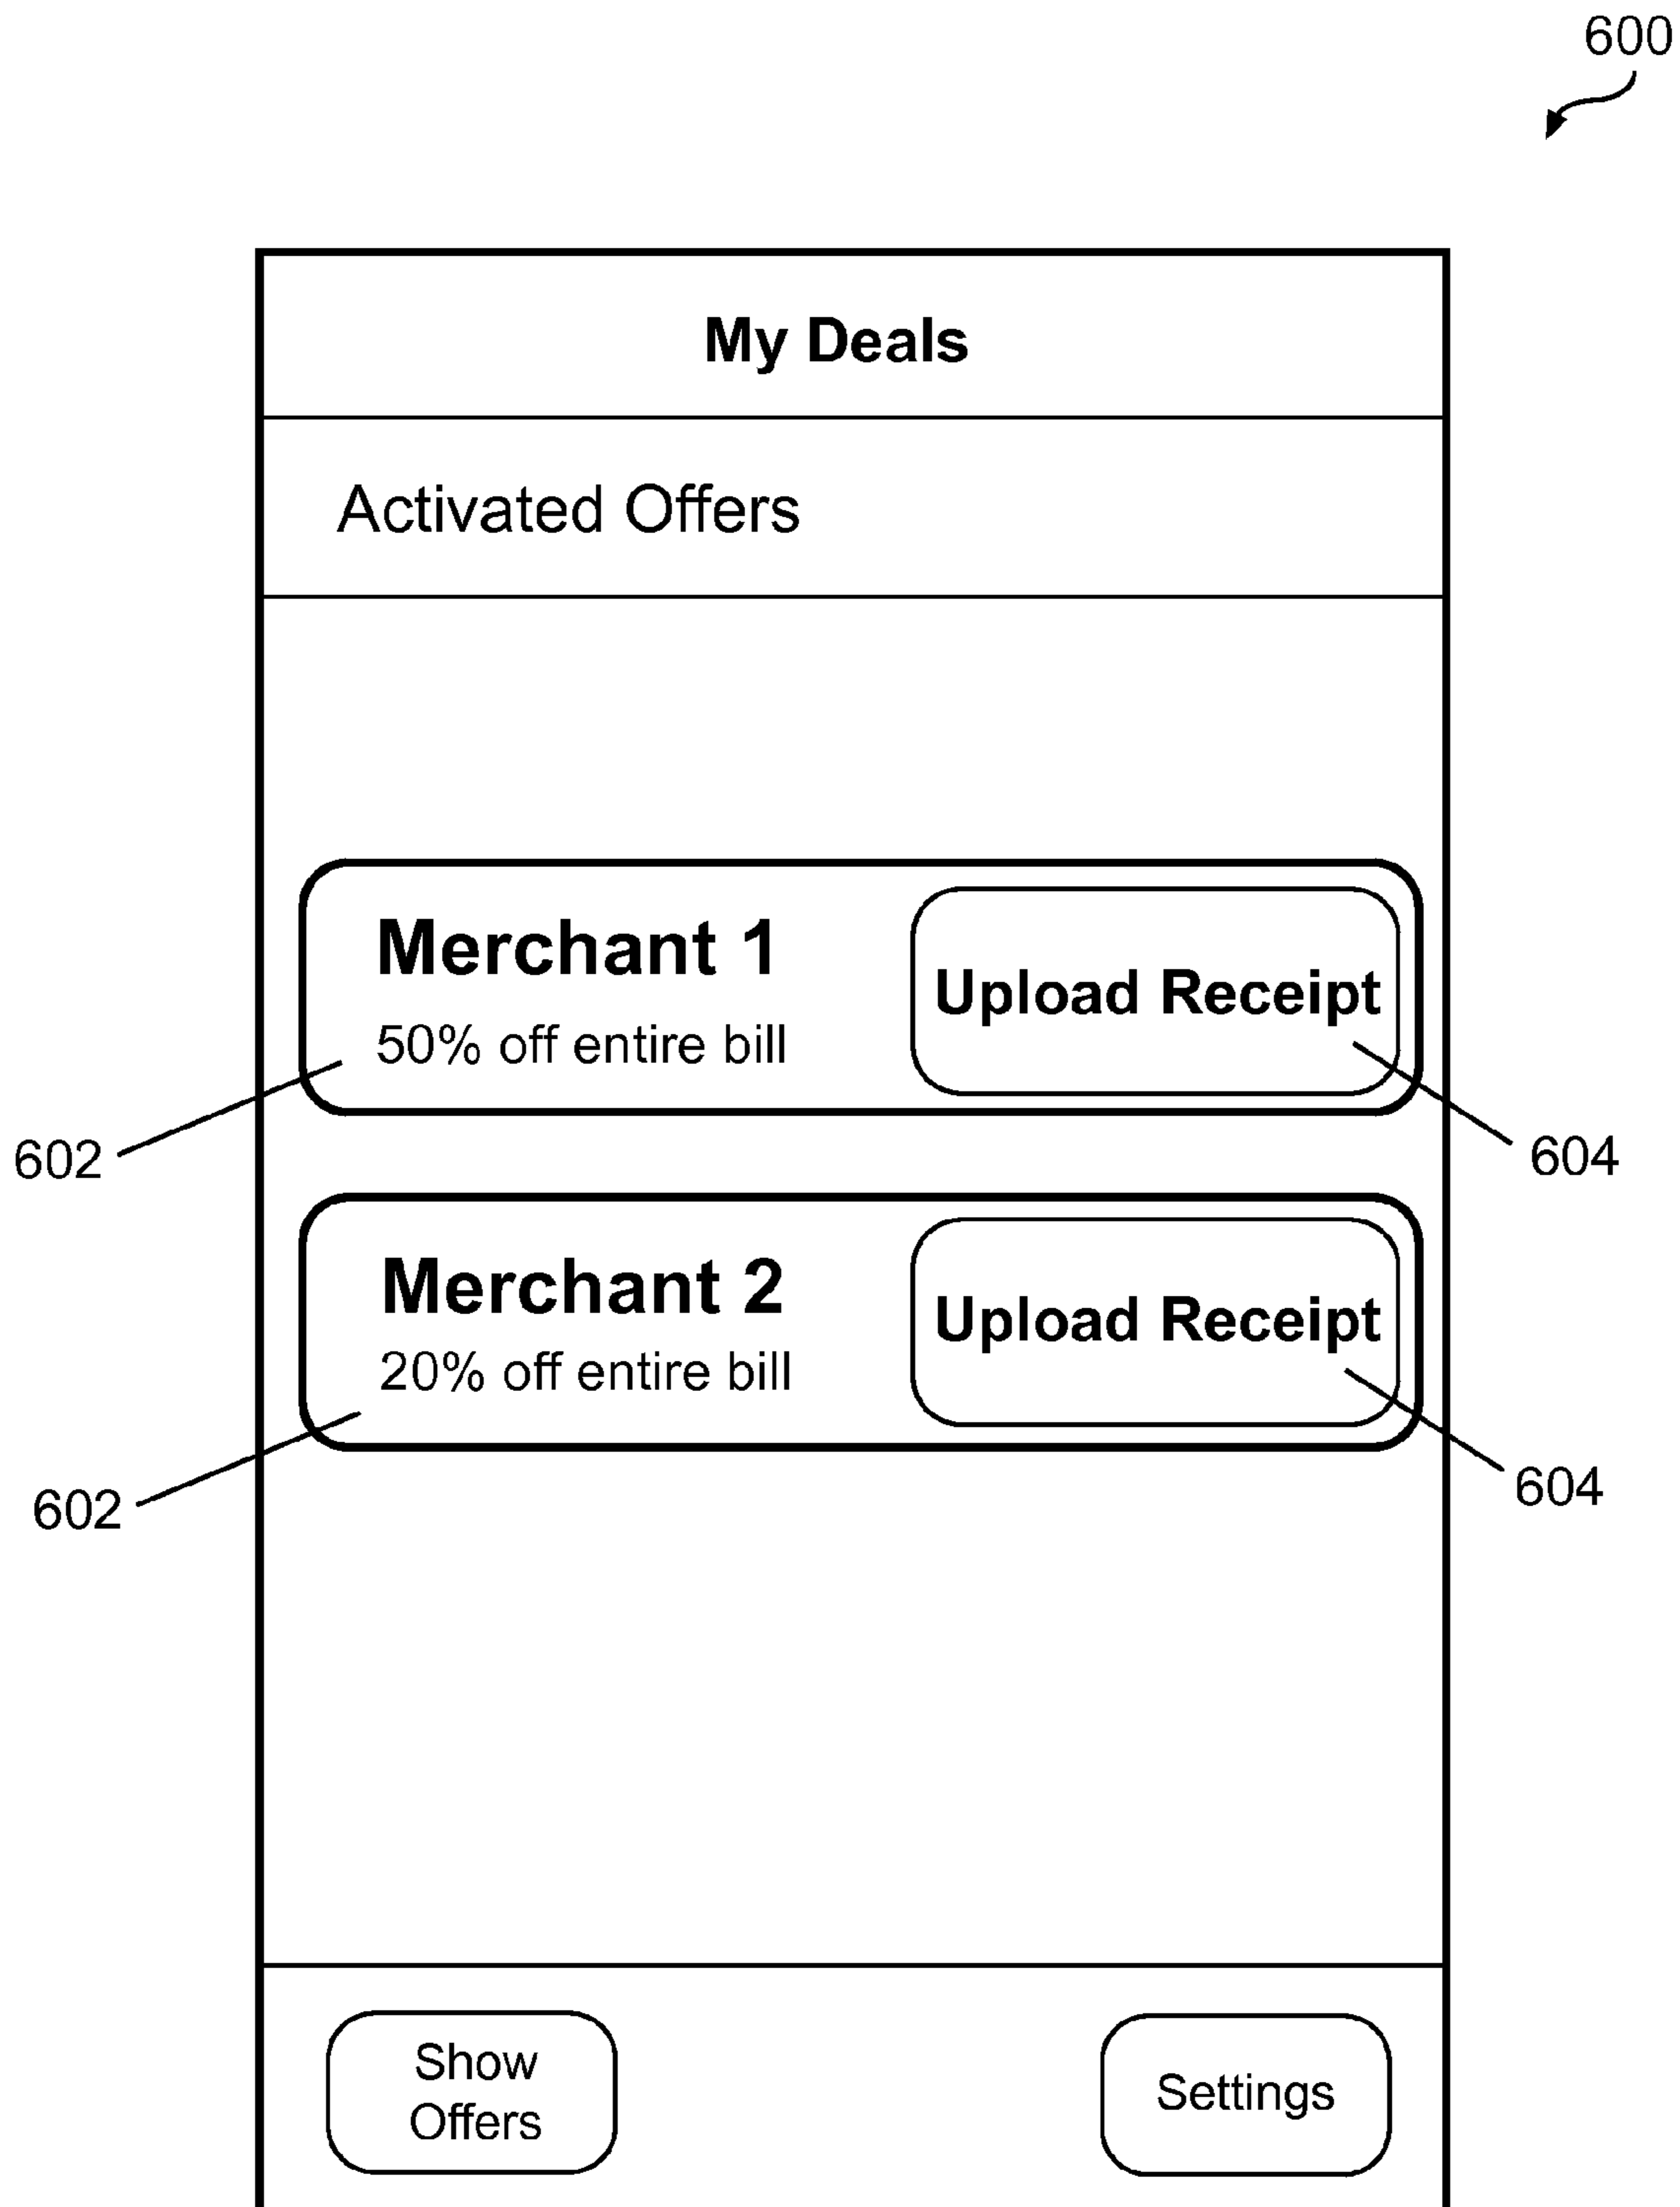 600
My Deals
Activated Offers
Merchant 1
50% off entire bill
Upload Receipt
602
604
Merchant 2
20% off entire bill
Upload Receipt
602
604
Show
Offers
Settings